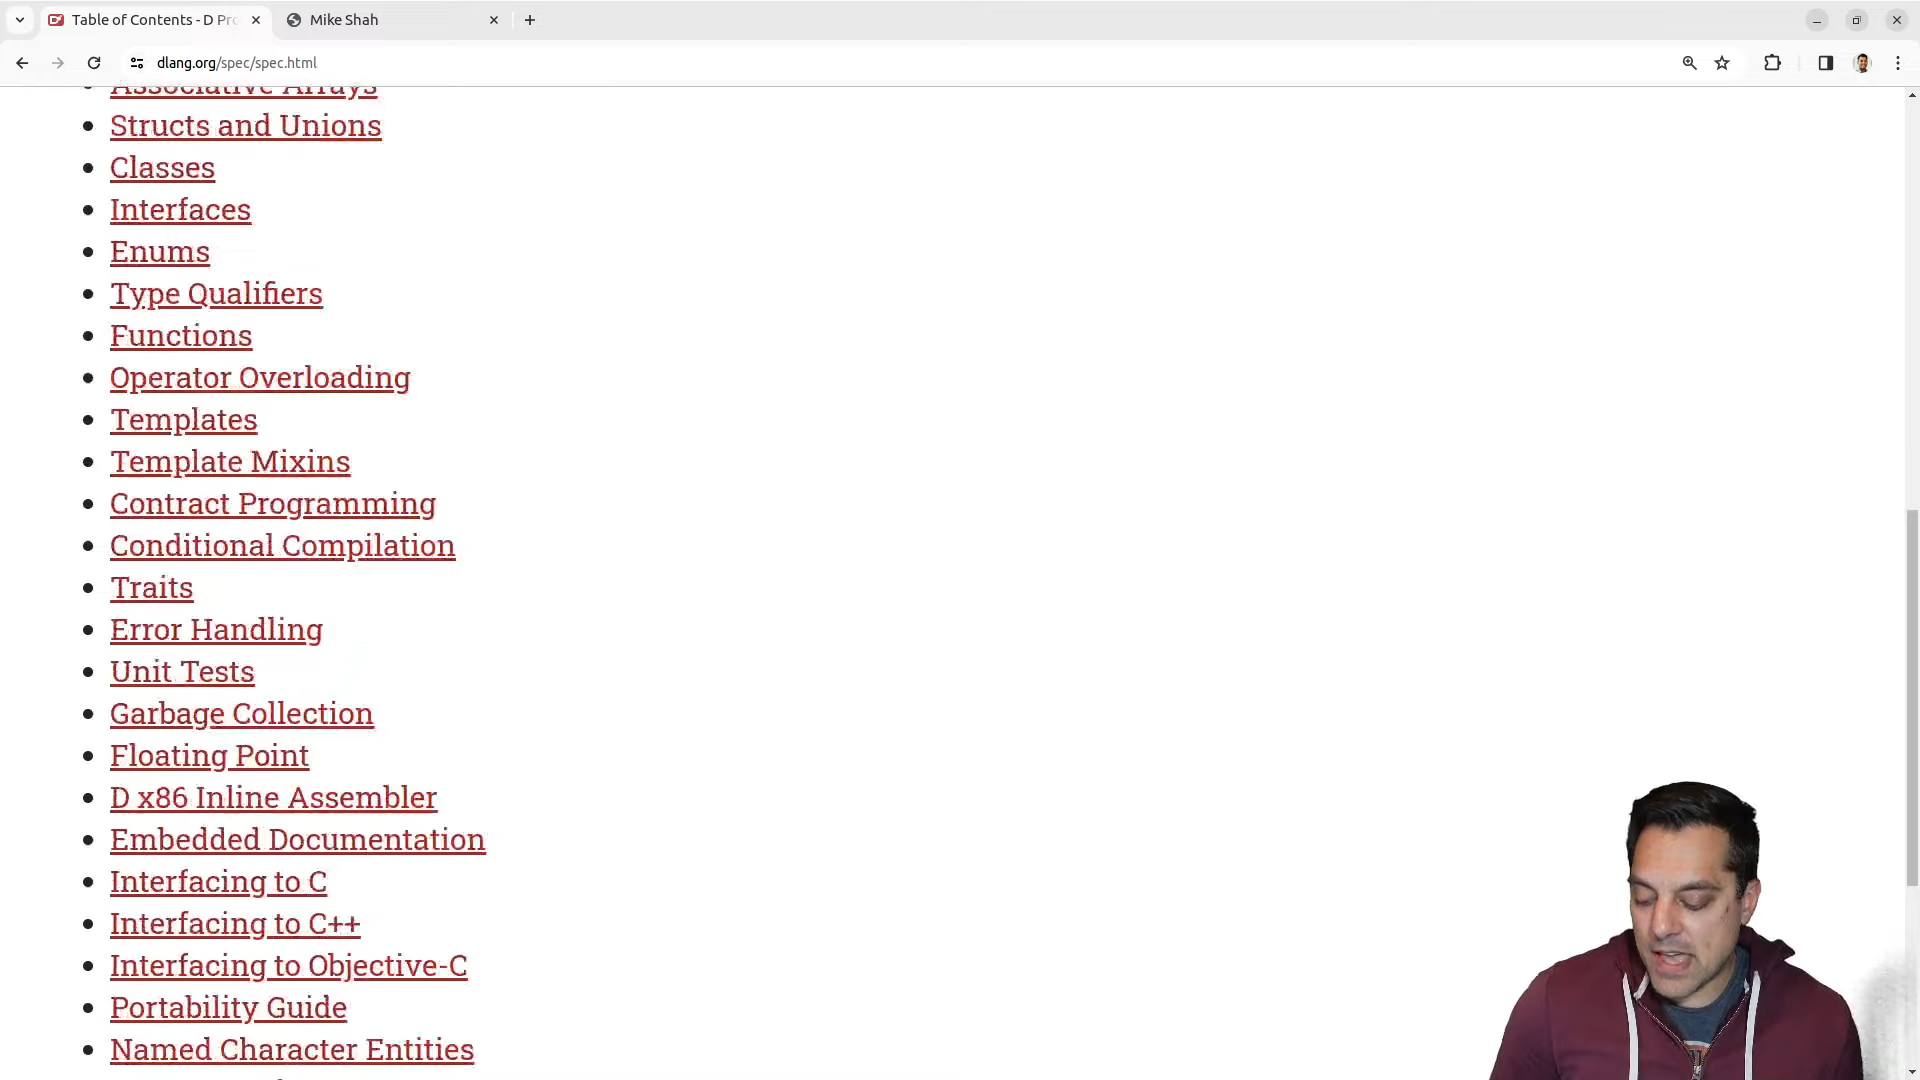 Table of Contents - D Pro
Mike Shah
dlang.org/spec/spec.html
Associative Arrays
Structs and Unions
Classes
Interfaces
Enums
Type Qualifiers
Functions
Operator Overloading
Templates
Template Mixins
Contract Programming
Conditional Compilation
Traits
Error Handling
Unit Tests
Garbage Collection
Floating Point
D x86 Inline Assembler
Embedded Documentation
Interfacing to C
Interfacing to C++
Interfacing to Objective-C
Portability Guide
Named Character Entities